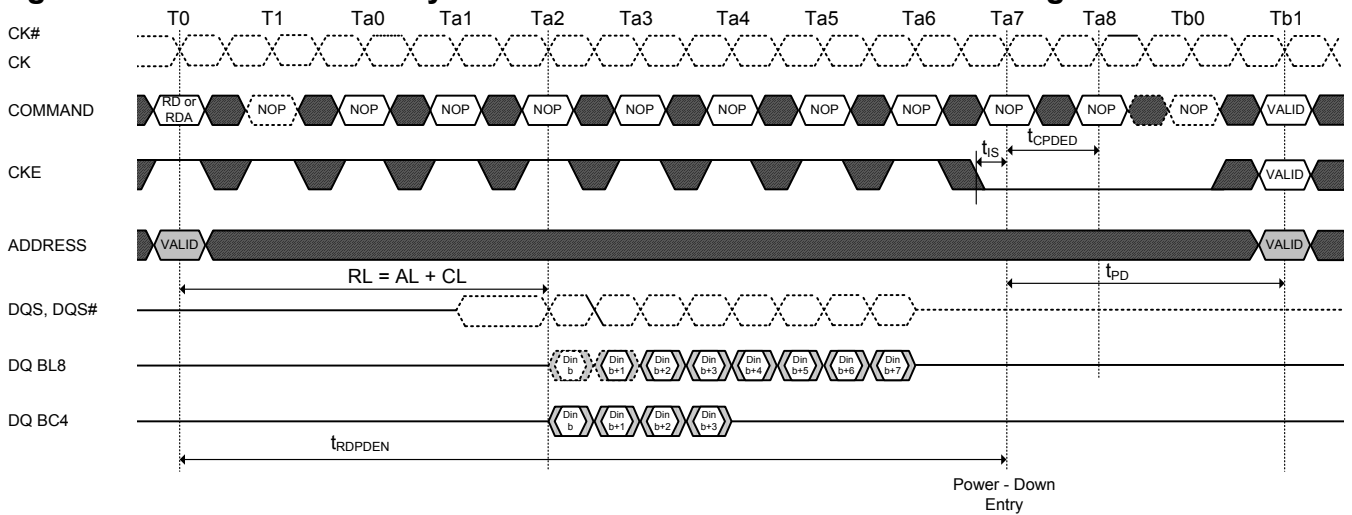 T0 T1 Ta0 Ta1 Ta2 Ta3 Ta4 Ta5 Ta6 Ta7 Ta8 Tb0 Tb1
CK#
CK
COMMAND
RD or
RDA
NOP NOP NOP NOP NOP NOP NOP NOP NOP NOP NOP VALID
tIS
tCPDED
CKE
VALID
ADDRESS
VALID
VALID
RL = AL + CL
tPD
DQS, DQS#
DQ BL8
Din b Din b+1 Din b+2 Din b+3 Din b+4 Din b+5 Din b+6 Din b+7
DQ BC4
Din b Din b+1 Din b+2 Din b+3
tRDPDEN
Power - Down
Entry